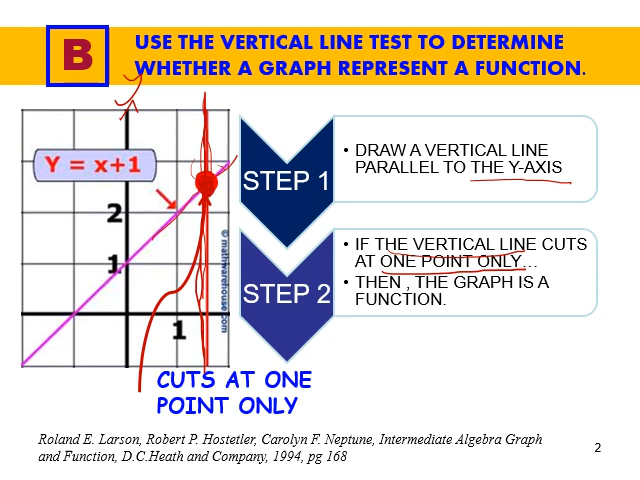 B
USE THE VERTICAL LINE TEST TO DETERMINE
WHETHER A GRAPH REPRESENT A FUNCTION.
Y = x+1
2
1
1
© mathwarehouse.com
STEP 1
• DRAW A VERTICAL LINE
PARALLEL TO THE Y-AXIS
STEP 2
• IF THE VERTICAL LINE CUTS
AT ONE POINT ONLY…
• THEN , THE GRAPH IS A
FUNCTION.
CUTS AT ONE
POINT ONLY
Roland E. Larson, Robert P. Hostetler, Carolyn F. Neptune, Intermediate Algebra Graph
and Function, D.C.Heath and Company, 1994, pg 168
2